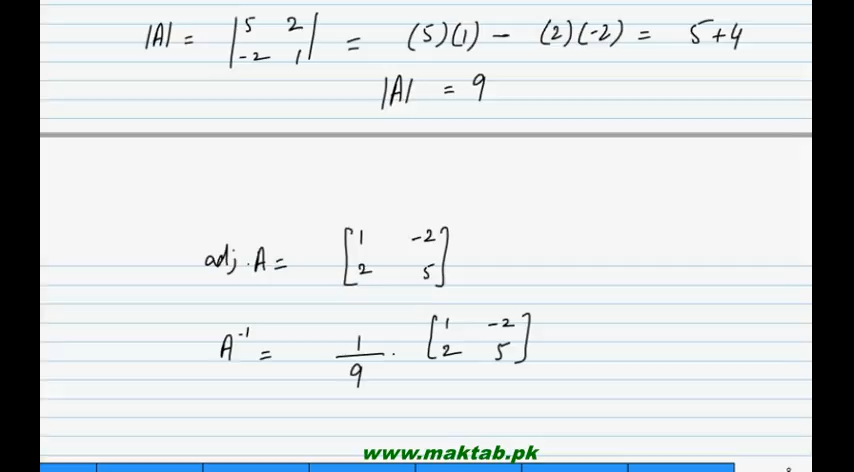 |A| = | 5 2 | = (5)(1) - (2)(-2) = 5+4
| -2 1 |
|A| = 9
adj. A = [ 1 -2 ]
[ 2 5 ]
A⁻¹ = 1/9 . [ 1 -2 ]
[ 2 5 ]
www.maktab.pk